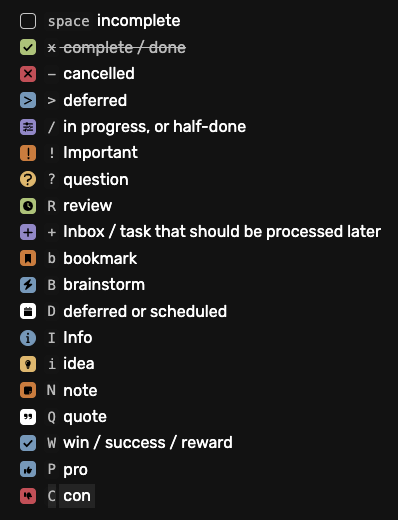 space incomplete
x complete / done
– cancelled
> deferred
/ in progress, or half-done
! Important
? question
R review
+ Inbox / task that should be processed later
b bookmark
B brainstorm
D deferred or scheduled
I Info
i idea
N note
Q quote
W win / success / reward
P pro
C con